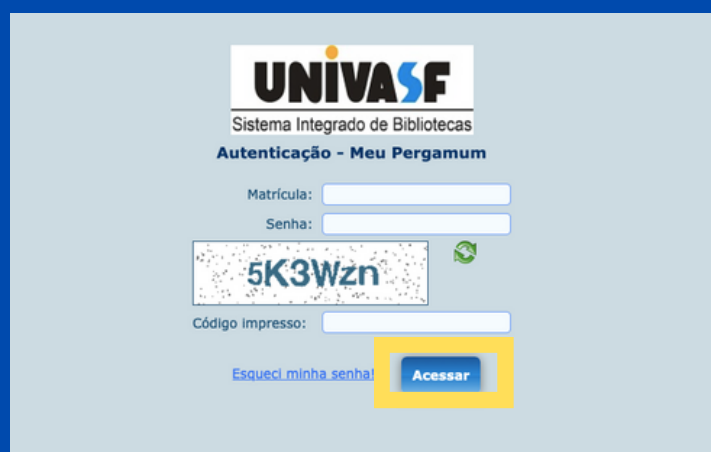 UNIVASF
Sistema Integrado de Bibliotecas
Autenticação - Meu Pergamum
Matrícula:
Senha:
5K3Wzn
Código impresso:
Esqueci minha senha! Acessar